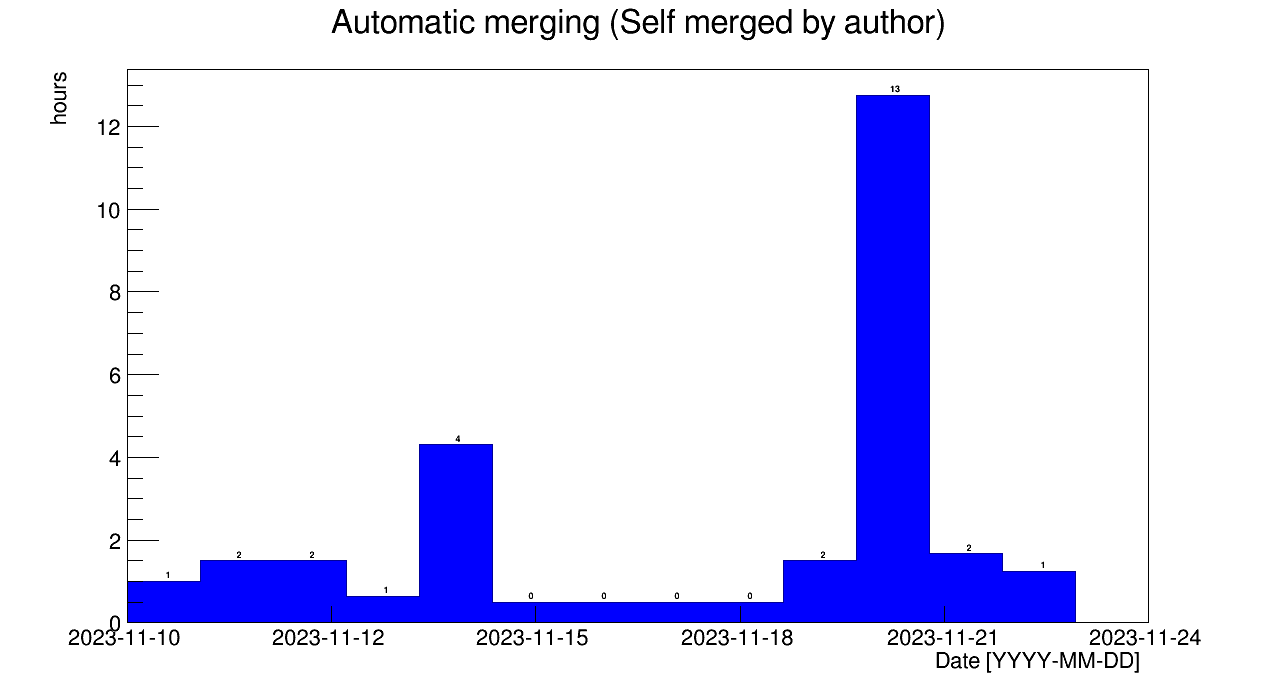 Automatic merging (Self merged by author)
hours
13
12
10
8
6
4
4
2
2 2 2 2
1 1 1
0 0 0 0
0
2023-11-10 2023-11-12 2023-11-15 2023-11-18 2023-11-21 2023-11-24
Date [YYYY-MM-DD]